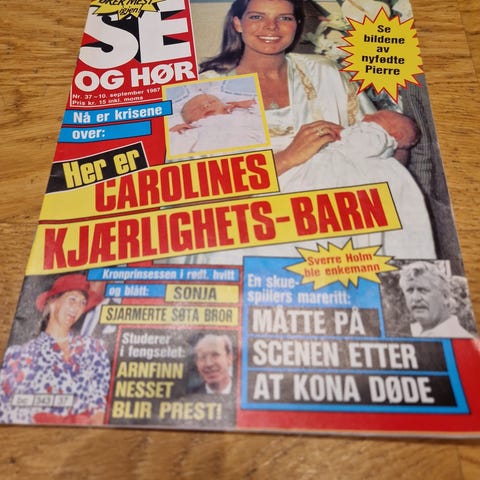 SE
OG HØR
Nr. 37 – 10. september 1987
Pris kr. 15 inkl. moms
Se
bildene
av
nyfødte
Pierre
Nå er krisene
over:
Her er
CAROLINES
KJÆRLIGHETS-BARN
Kronprinsessen i rødt, hvitt
og blått: SONJA
SJARMERTE SØTA BROR
Studerer
i fengselet:
ARNFINN
NESSET
BLIR PREST!
Sverre Holm
ble enkemann
En skue-
spillers mareritt:
MÅTTE PÅ
SCENEN ETTER
AT KONA DØDE